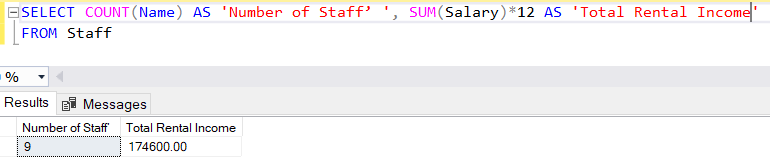 SELECT COUNT(Name) AS 'Number of Staff’ ', SUM(Salary)*12 AS 'Total Rental Income'
FROM Staff
%
Results Messages
Number of Staff’ Total Rental Income
9 174600.00